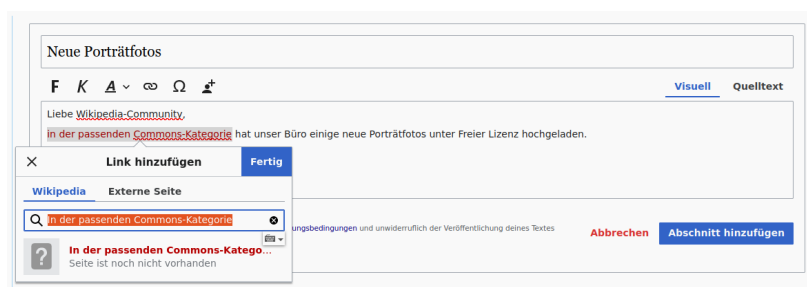 Neue Porträtfotos
F K A Ω
Visuell Quelltext
Liebe Wikipedia-Community,
in der passenden Commons-Kategorie hat unser Büro einige neue Porträtfotos unter Freier Lizenz hochgeladen.
Link hinzufügen Fertig
Wikipedia Externe Seite
In der passenden Commons-Kategorie
In der passenden Commons-Katego...
Seite ist noch nicht vorhanden
ungsbedingungen und unwiderruflich der Veröffentlichung deines Textes
Abbrechen Abschnitt hinzufügen